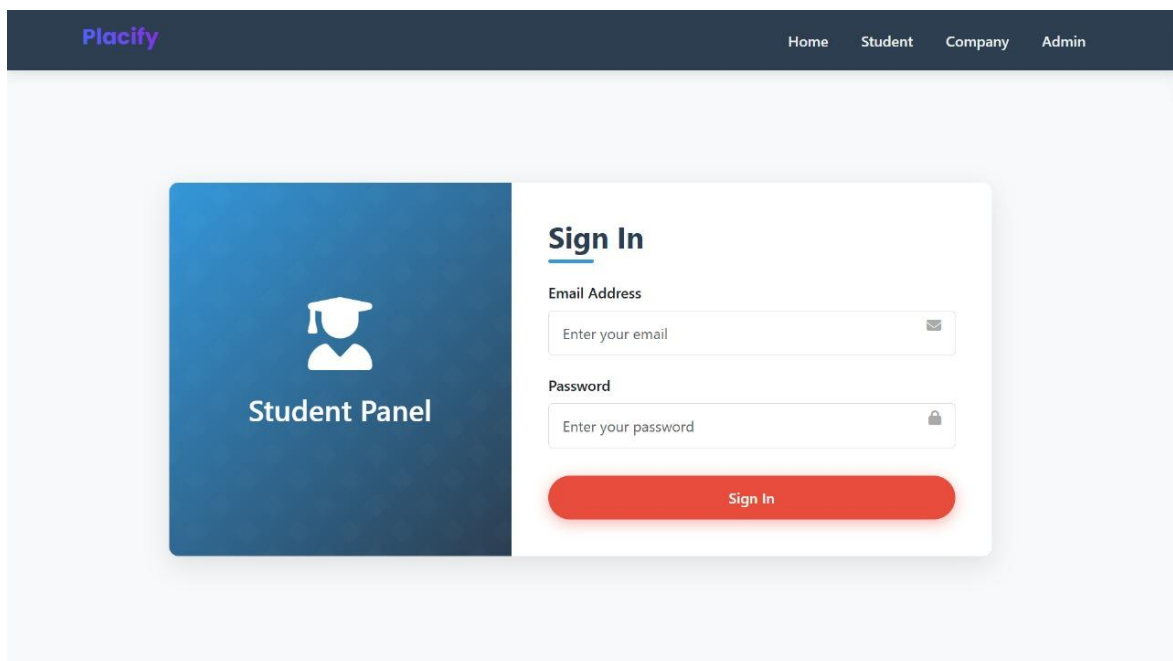 Placify
Home Student Company Admin
Student Panel
Sign In
Email Address
Enter your email
Password
Enter your password
Sign In